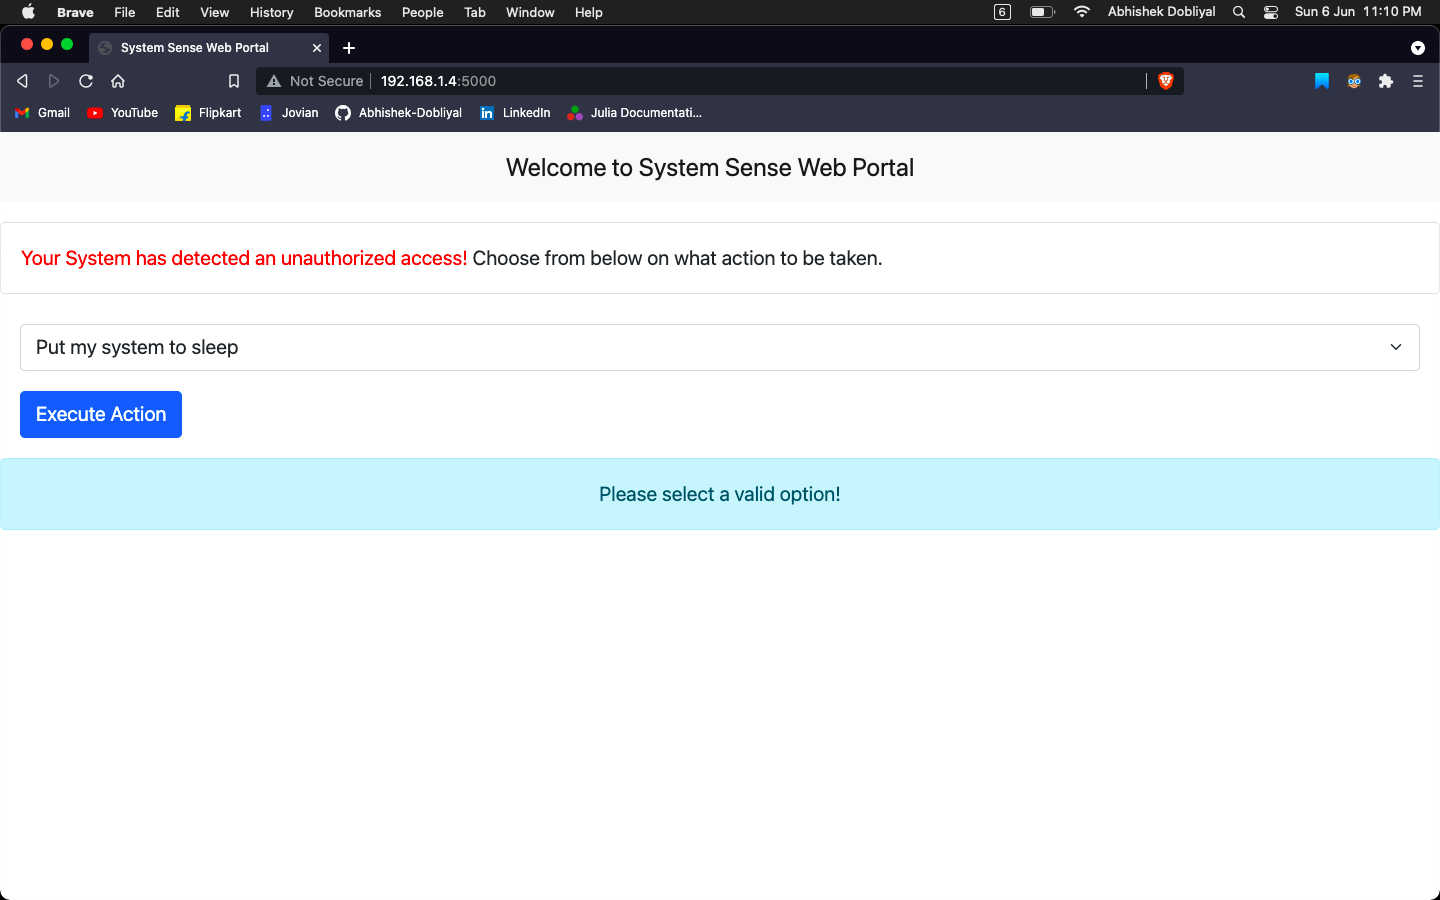 Brave File Edit View History Bookmarks People Tab Window Help 6 Abhishek Dobliyal Sun 6 Jun 11:10 PM
System Sense Web Portal
Not Secure 192.168.1.4:5000
Gmail YouTube Flipkart Jovian Abhishek-Dobliyal LinkedIn Julia Documentati...
Welcome to System Sense Web Portal
Your System has detected an unauthorized access! Choose from below on what action to be taken.
Put my system to sleep
Execute Action
Please select a valid option!